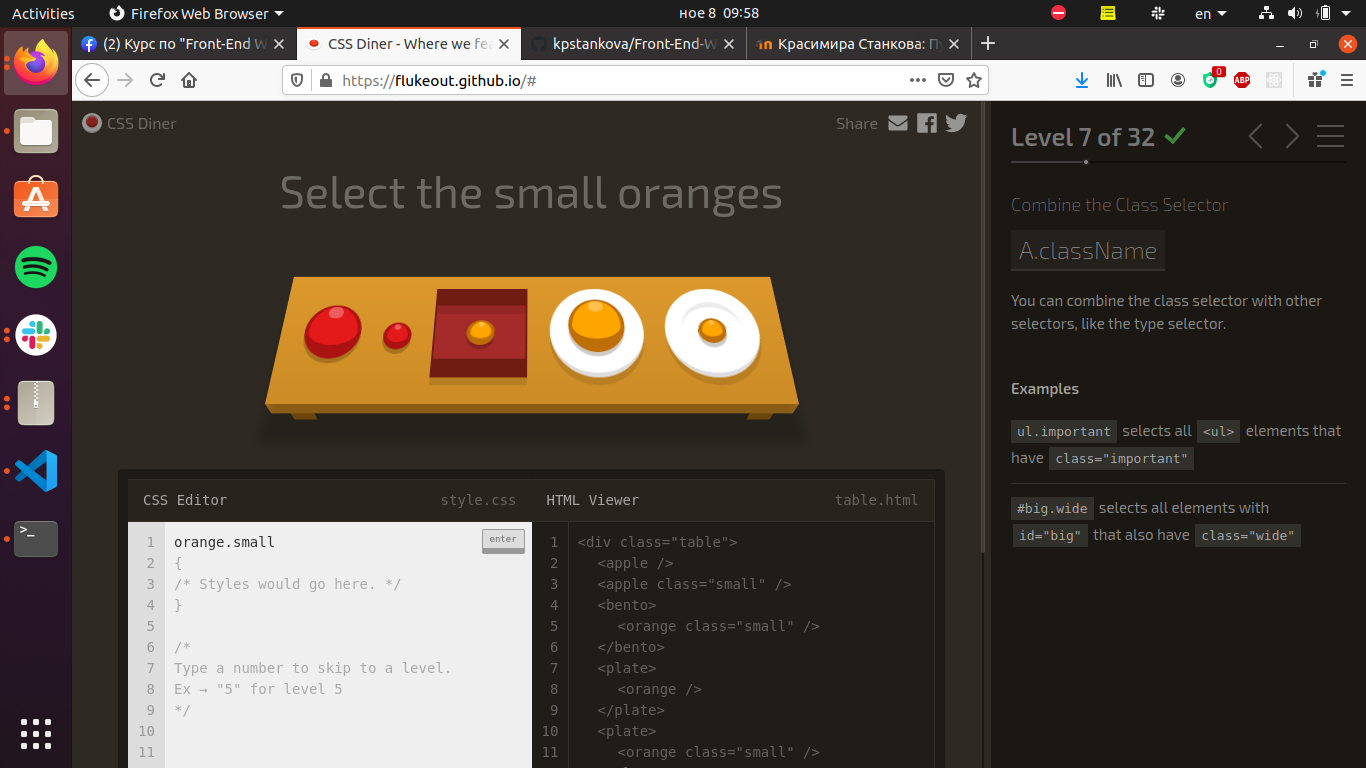 Activities
Firefox Web Browser
ное 8 09:58
en
(2) Курс по "Front-End W
CSS Diner - Where we fea
kpstankova/Front-End-W
Красимира Станкова: П
https://flukeout.github.io/#
0
ABP
CSS Diner
Share
Select the small oranges
CSS Editor
style.css
HTML Viewer
table.html
enter
1 orange.small
2 {
3 /* Styles would go here. */
4 }
5
6 /*
7 Type a number to skip to a level.
8 Ex → "5" for level 5
9 */
10
11
1 <div class="table">
2 <apple />
3 <apple class="small" />
4 <bento>
5 <orange class="small" />
6 </bento>
7 <plate>
8 <orange />
9 </plate>
10 <plate>
11 <orange class="small" />
Level 7 of 32
Combine the Class Selector
A.className
You can combine the class selector with other
selectors, like the type selector.
Examples
ul.important selects all <ul> elements that
have class="important"
#big.wide selects all elements with
id="big" that also have class="wide"